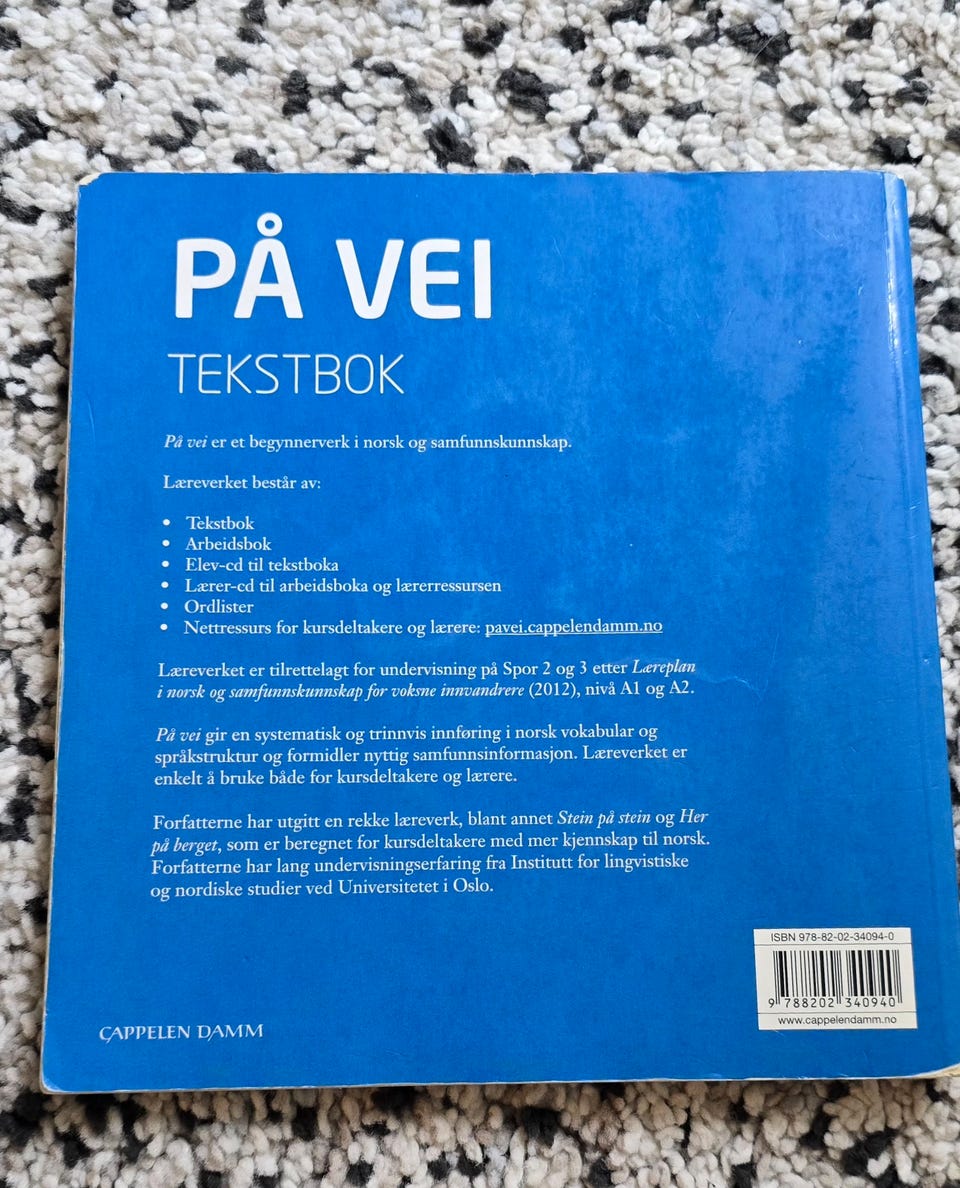 PÅ VEI
TEKSTBOK
På vei er et begynnerverk i norsk og samfunnskunnskap.
Læreverket består av:
• Tekstbok
• Arbeidsbok
• Elev-cd til tekstboka
• Lærer-cd til arbeidsboka og lærerressursen
• Ordlister
• Nettressurs for kursdeltakere og lærere: pavei.cappelendamm.no
Læreverket er tilrettelagt for undervisning på Spor 2 og 3 etter Læreplan
i norsk og samfunnskunnskap for voksne innvandrere (2012), nivå A1 og A2.
På vei gir en systematisk og trinnvis innføring i norsk vokabular og
språkstruktur og formidler nyttig samfunnsinformasjon. Læreverket er
enkelt å bruke både for kursdeltakere og lærere.
Forfatterne har utgitt en rekke læreverk, blant annet Stein på stein og Her
på berget, som er beregnet for kursdeltakere med mer kjennskap til norsk.
Forfatterne har lang undervisningserfaring fra Institutt for lingvistiske
og nordiske studier ved Universitetet i Oslo.
ISBN 978-82-02-34094-0
9 788202 340940
www.cappelendamm.no
CAPPELEN DAMM